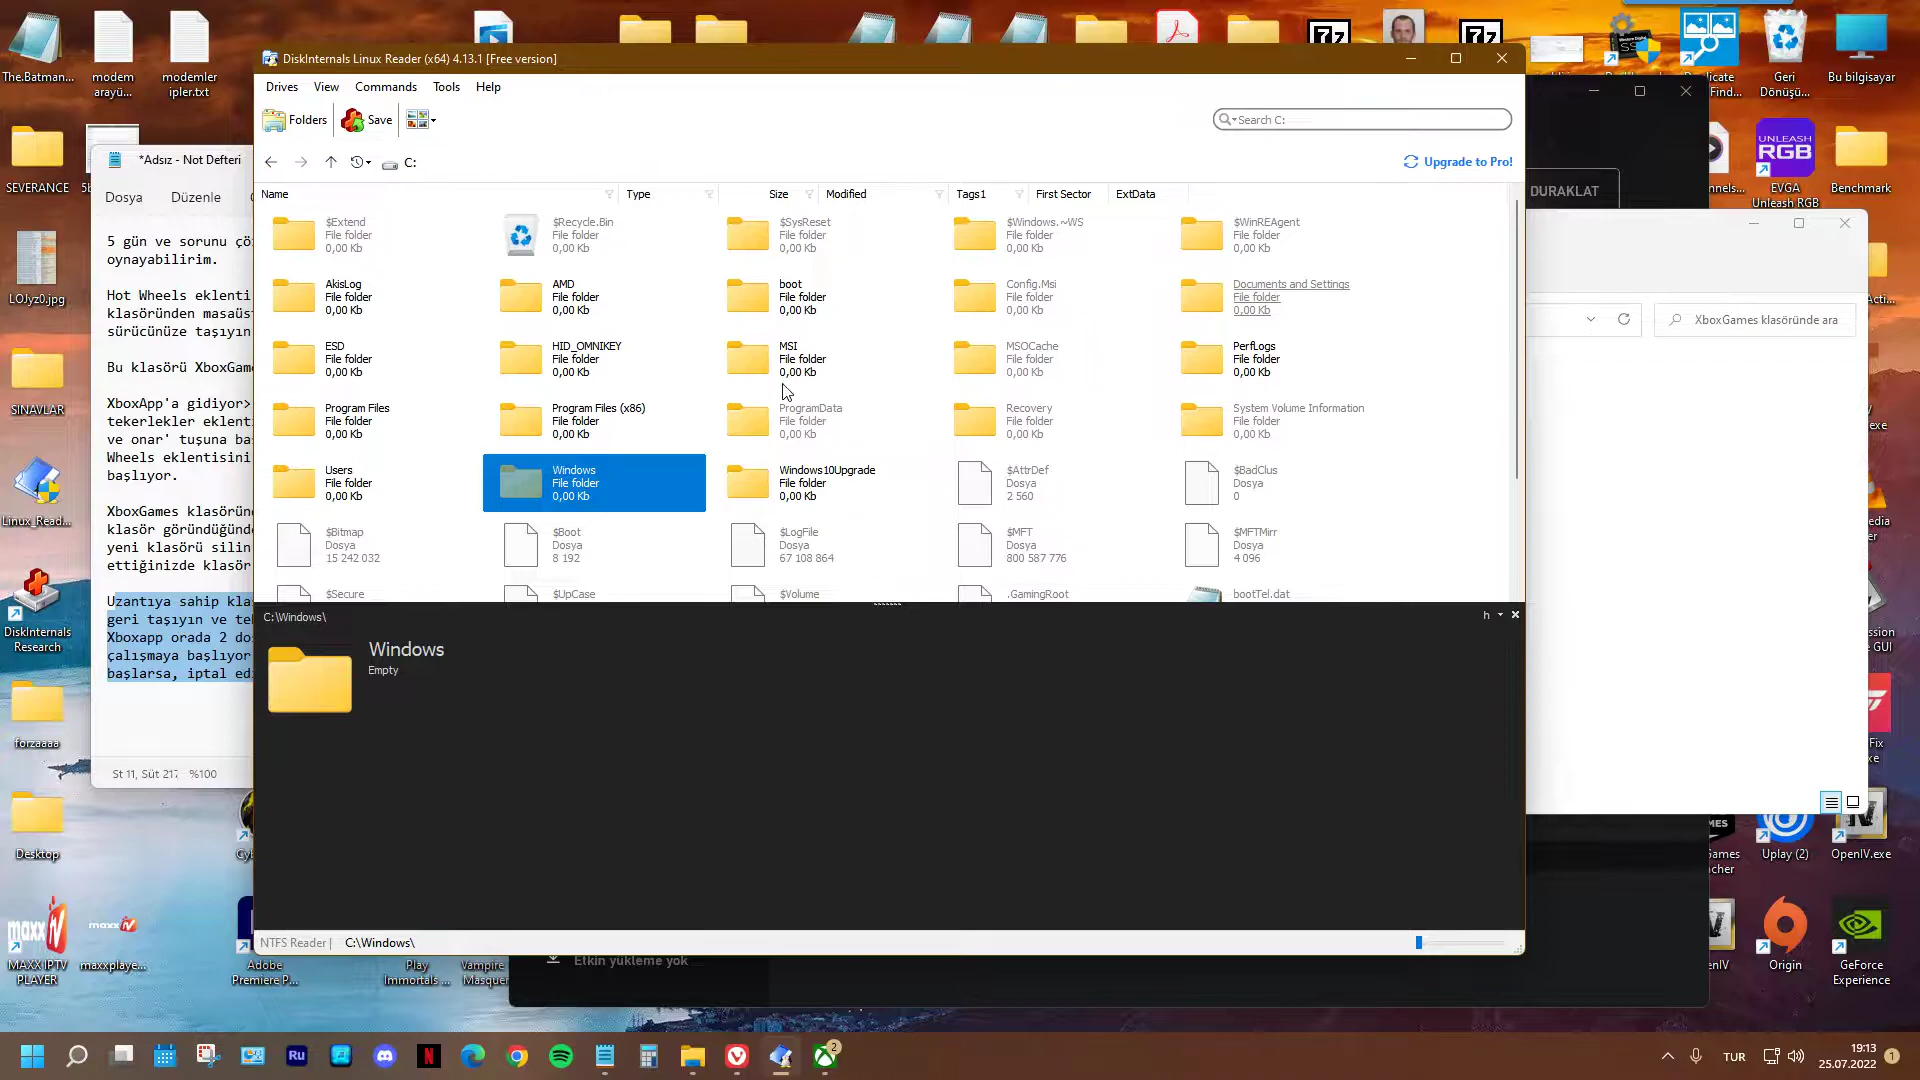 The.Batman...
modem
arayü...
modemler
ipler.txt
Geri
Dönüşü...
Bu bilgisayar
DiskInternals Linux Reader (x64) 4.13.1 [Free version]
Drives
View
Commands
Tools
Help
Folders
Save
Search C:
C:
Upgrade to Pro!
Name
Type
Size
Modified
Tags1
First Sector
ExtData
$Extend
File folder
0,00 Kb
$Recycle.Bin
File folder
0,00 Kb
$SysReset
File folder
0,00 Kb
$Windows.~WS
File folder
0,00 Kb
$WinREAgent
File folder
0,00 Kb
AkisLog
File folder
0,00 Kb
AMD
File folder
0,00 Kb
boot
File folder
0,00 Kb
Config.Msi
File folder
0,00 Kb
Documents and Settings
File folder
0,00 Kb
ESD
File folder
0,00 Kb
HID_OMNIKEY
File folder
0,00 Kb
MSI
File folder
0,00 Kb
MSOCache
File folder
0,00 Kb
PerfLogs
File folder
0,00 Kb
Program Files
File folder
0,00 Kb
Program Files (x86)
File folder
0,00 Kb
ProgramData
File folder
0,00 Kb
Recovery
File folder
0,00 Kb
System Volume Information
File folder
0,00 Kb
Users
File folder
0,00 Kb
Windows
File folder
0,00 Kb
Windows10Upgrade
File folder
0,00 Kb
$AttrDef
Dosya
2 560
$BadClus
Dosya
0
$Bitmap
Dosya
15 242 032
$Boot
Dosya
8 192
$LogFile
Dosya
67 108 864
$MFT
Dosya
800 587 776
$MFTMirr
Dosya
4 096
$Secure
$UpCase
$Volume
.GamingRoot
bootTel.dat
C:\Windows\
h
Windows
Empty
NTFS Reader |
C:\Windows\
*Adsız - Not Defteri
Dosya
Düzenle
5 gün ve sorunu çö
oynayabilirim.
Hot Wheels eklenti
klasöründen masaüs
sürücünüze taşıyın
Bu klasörü XboxGam
XboxApp'a gidiyor>
tekerlekler eklent
ve onar' tuşuna ba
Wheels eklentisini
başlıyor.
XboxGames klasörün
klasör göründüğünd
yeni klasörü silin
ettiğinizde klasör
Uzantıya sahip kla
geri taşıyın ve te
Xboxapp orada 2 do
çalışmaya başlıyor
başlarsa, iptal ed
St 11, Süt 217
%100
SEVERANCE
LOJyz0.jpg
SINAVLAR
Linux_Read...
DiskInternals
Research
forzaaaa
Desktop
MAXX IPTV
PLAYER
maxxplaye...
Adobe
Premiere P...
Play
Immortals ...
Vampire
Etkin yükleme yok
DURAKLAT
UNLEASH
RGB
EVGA
Unleash RGB
Benchmark
XboxGames klasöründe ara
Uplay (2)
OpenIV.exe
Origin
GeForce
Experience
2
TUR
19:13
25.07.2022
1